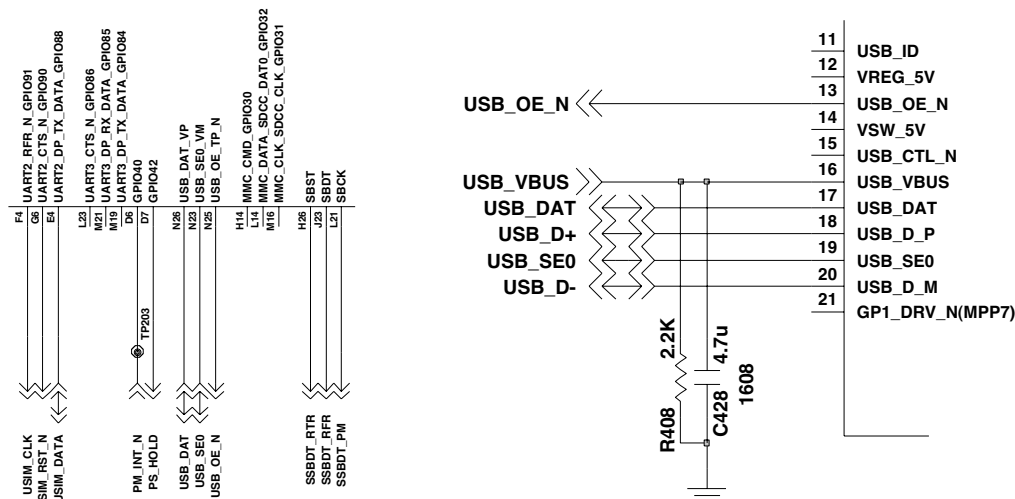 UART2_RFR_N_GPIO91
UART2_CTS_N_GPIO90
UART2_DP_TX_DATA_GPIO88
UART3_CTS_N_GPIO86
UART3_DP_RX_DATA_GPIO85
UART3_DP_TX_DATA_GPIO84
GPIO40
GPIO42
USB_DAT_VP
USB_SE0_VM
USB_OE_TP_N
MMC_CMD_GPIO30
MMC_DATA_SDCC_DAT0_GPIO32
MMC_CLK_SDCC_CLK_GPIO31
SBST
SBDT
SBCK
F4
G6
E4
L23
M21
M19
D6
D7
N26
N23
N25
H14
L14
M16
H26
J23
L21
TP203
USIM_CLK
SIM_RST_N
USIM_DATA
PM_INT_N
PS_HOLD
USB_DAT
USB_SE0
USB_OE_N
SSBDT_RTR
SSBDT_RFR
SSBDT_PM
11 USB_ID
12 VREG_5V
USB_OE_N 13 USB_OE_N
14 VSW_5V
15 USB_CTL_N
USB_VBUS 16 USB_VBUS
USB_DAT 17 USB_DAT
USB_D+ 18 USB_D_P
USB_SE0 19 USB_SE0
USB_D- 20 USB_D_M
21 GP1_DRV_N(MPP7)
2.2K
R408
4.7u
C428
1608